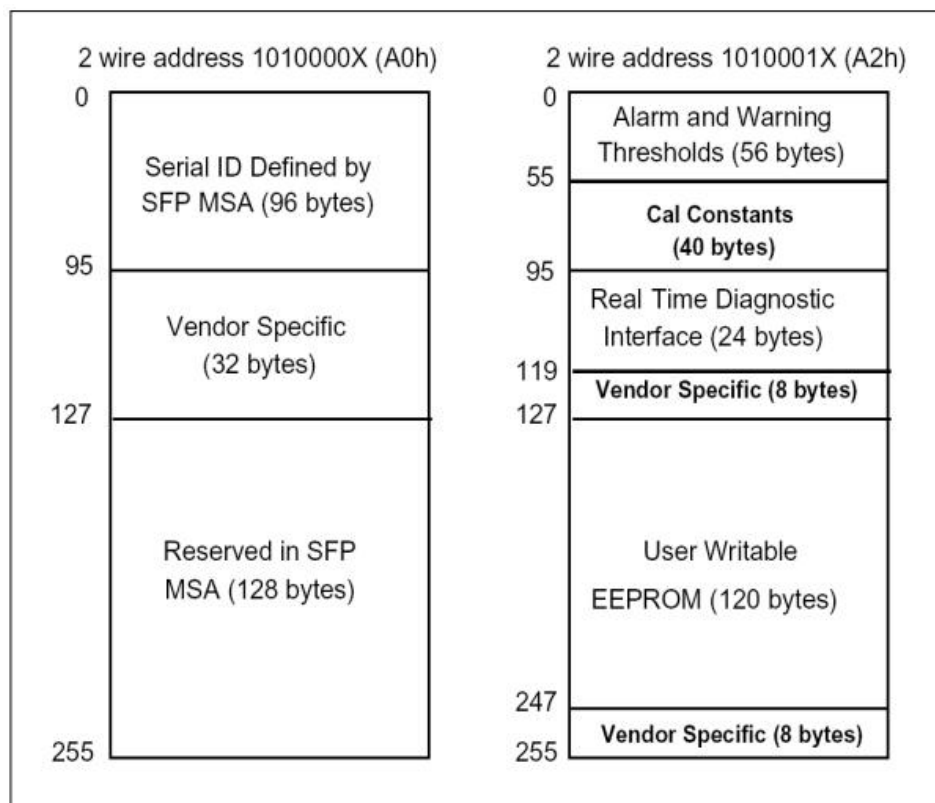 2 wire address 1010000X (A0h)
0
Serial ID Defined by
SFP MSA (96 bytes)
95
Vendor Specific
(32 bytes)
127
Reserved in SFP
MSA (128 bytes)
255
2 wire address 1010001X (A2h)
0
Alarm and Warning
Thresholds (56 bytes)
55
Cal Constants
(40 bytes)
95
Real Time Diagnostic
Interface (24 bytes)
119
Vendor Specific (8 bytes)
127
User Writable
EEPROM (120 bytes)
247
Vendor Specific (8 bytes)
255